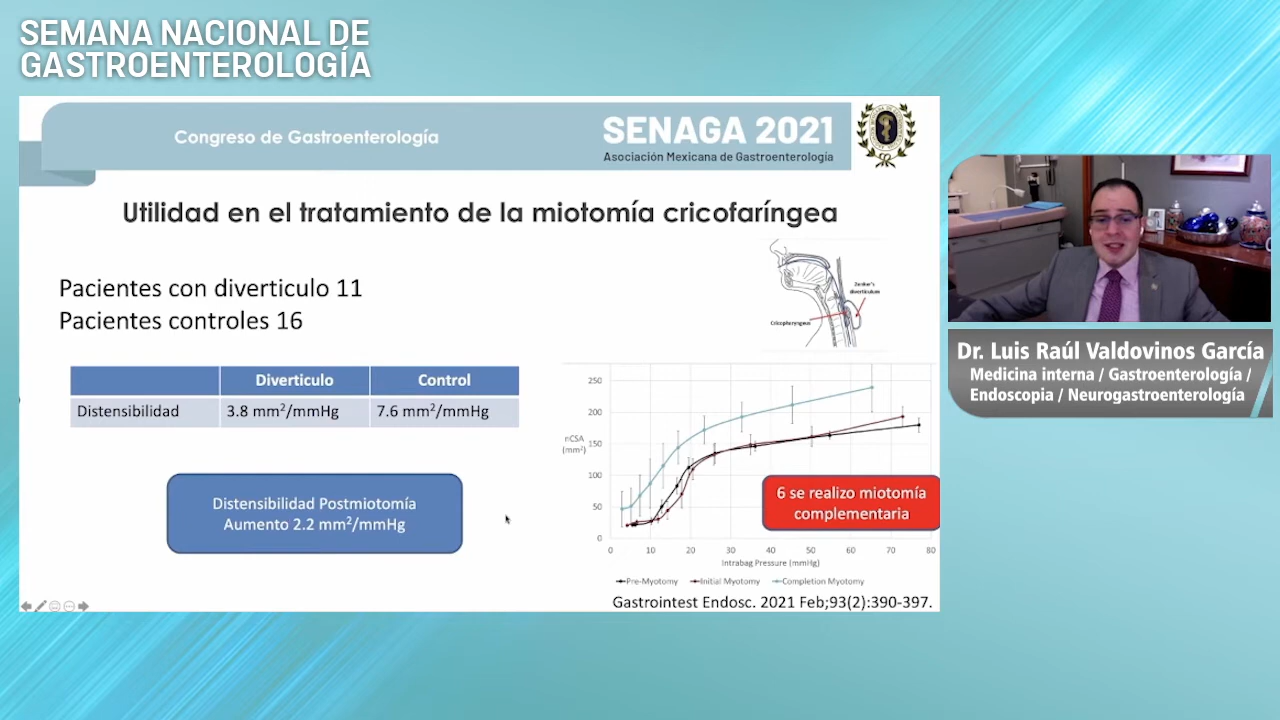 SEMANA NACIONAL DE
GASTROENTEROLOGÍA
Congreso de Gastroenterología
SENAGA 2021
Asociación Mexicana de Gastroenterología
Utilidad en el tratamiento de la miotomía cricofaríngea
Pacientes con diverticulo 11
Pacientes controles 16
Diverticulo Control
Distensibilidad 3.8 mm²/mmHg 7.6 mm²/mmHg
Distensibilidad Postmiotomía
Aumento 2.2 mm²/mmHg
Zenker's
diverticulum
Cricopharyngeus
250
200
nCSA
(mm²)
150
100
50
0
0 10 20 30 40 50 60 70 80
Intrabag Pressure (mmHg)
Pre-Myotomy Initial Myotomy Completion Myotomy
6 se realizo miotomía
complementaria
Gastrointest Endosc. 2021 Feb;93(2):390-397.
Dr. Luis Raúl Valdovinos García
Medicina interna / Gastroenterología /
Endoscopia / Neurogastroenterología